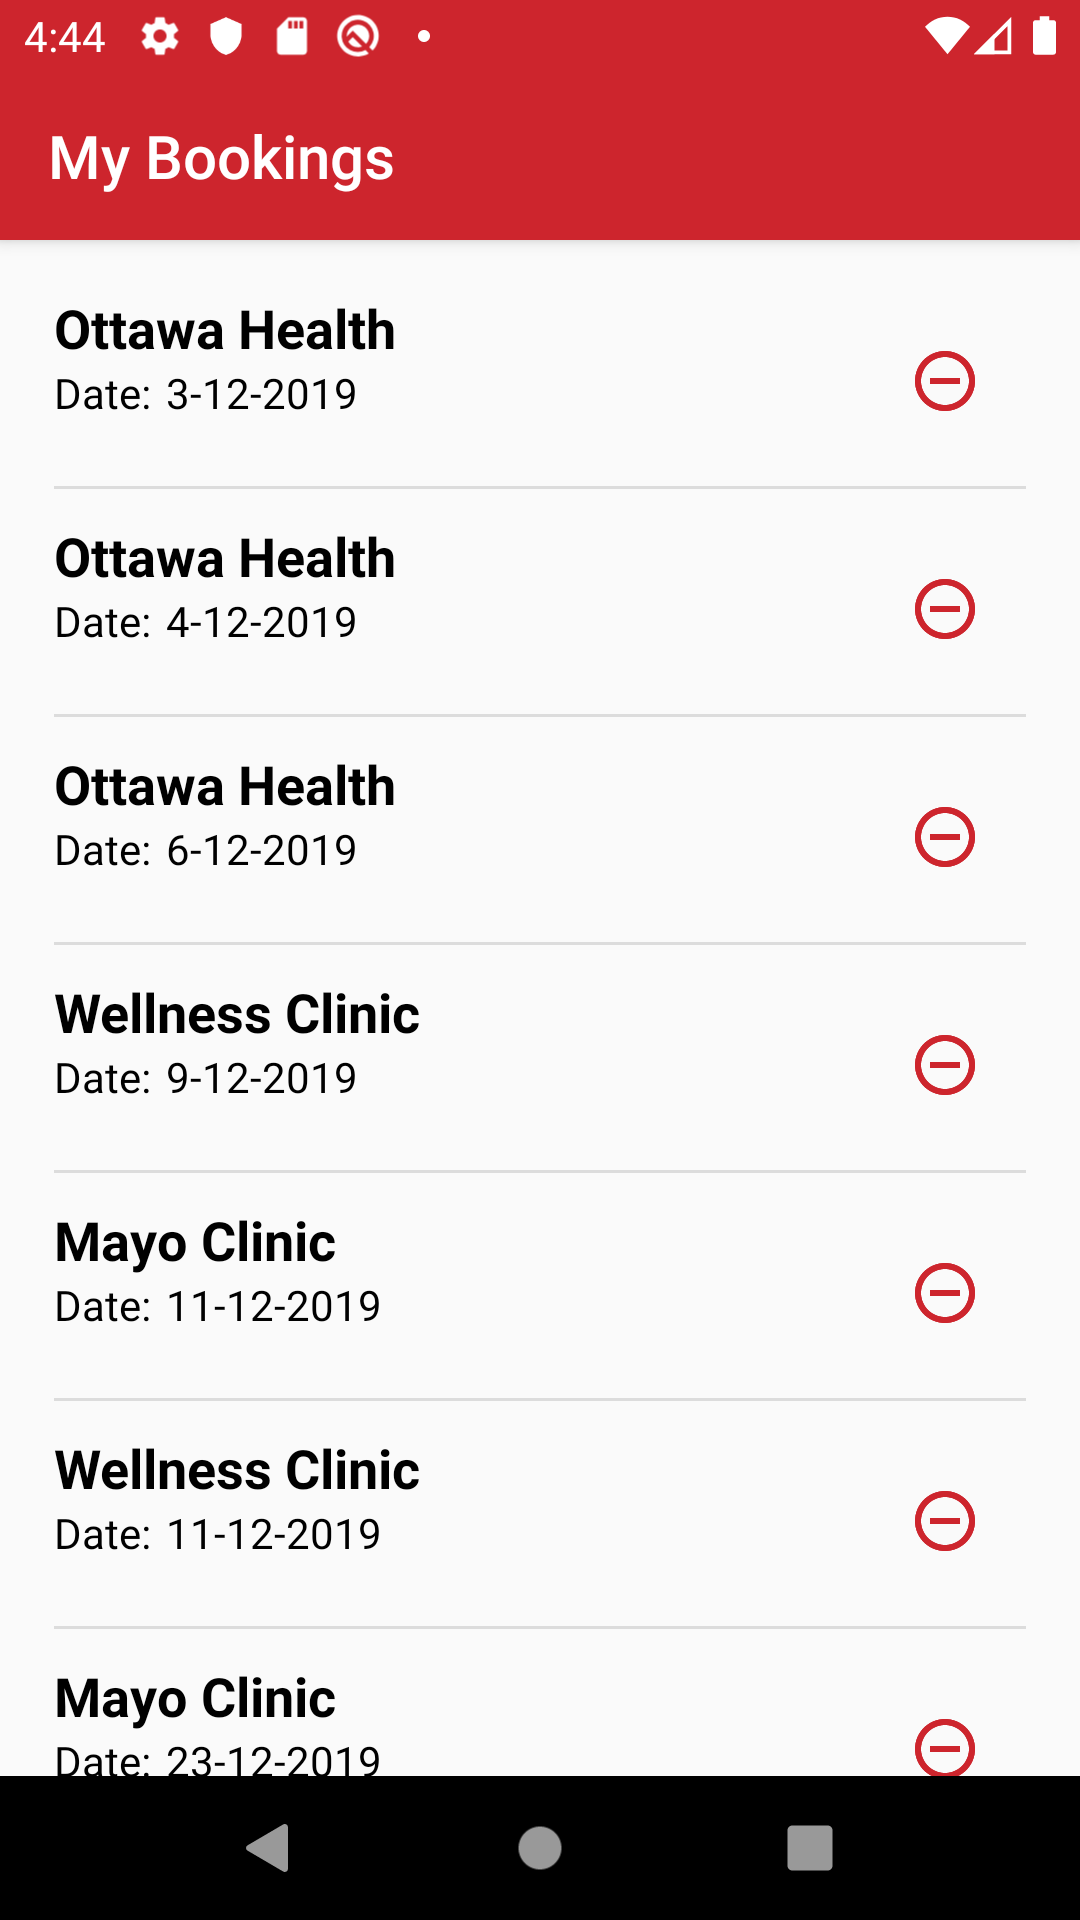 4:44
My Bookings
Ottawa Health
Date: 3-12-2019
Ottawa Health
Date: 4-12-2019
Ottawa Health
Date: 6-12-2019
Wellness Clinic
Date: 9-12-2019
Mayo Clinic
Date: 11-12-2019
Wellness Clinic
Date: 11-12-2019
Mayo Clinic
Date: 23-12-2019